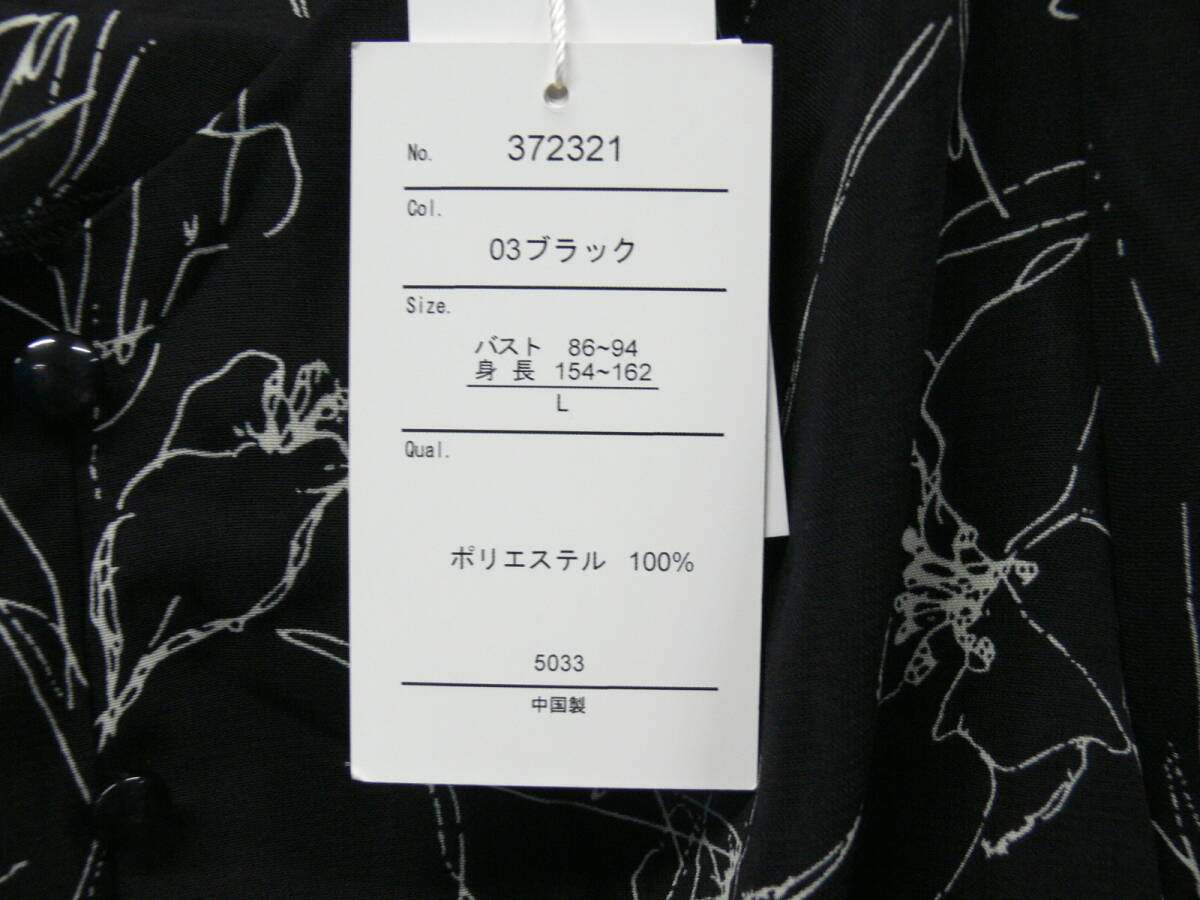 No. 372321
Col.
03ブラック
Size.
バスト 86~94
身長 154~162
L
Qual.
ポリエステル 100%
5033
中国製